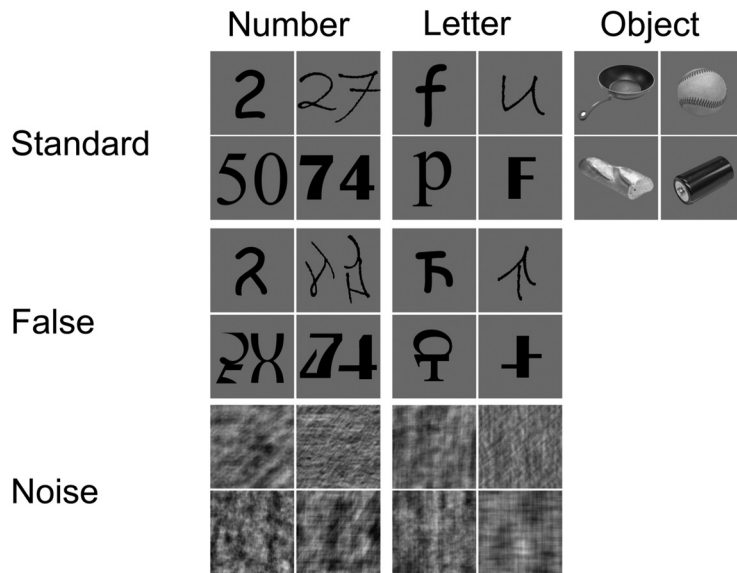 Number Letter Object
Standard
2 27 f u
50 74 p F
False
Noise